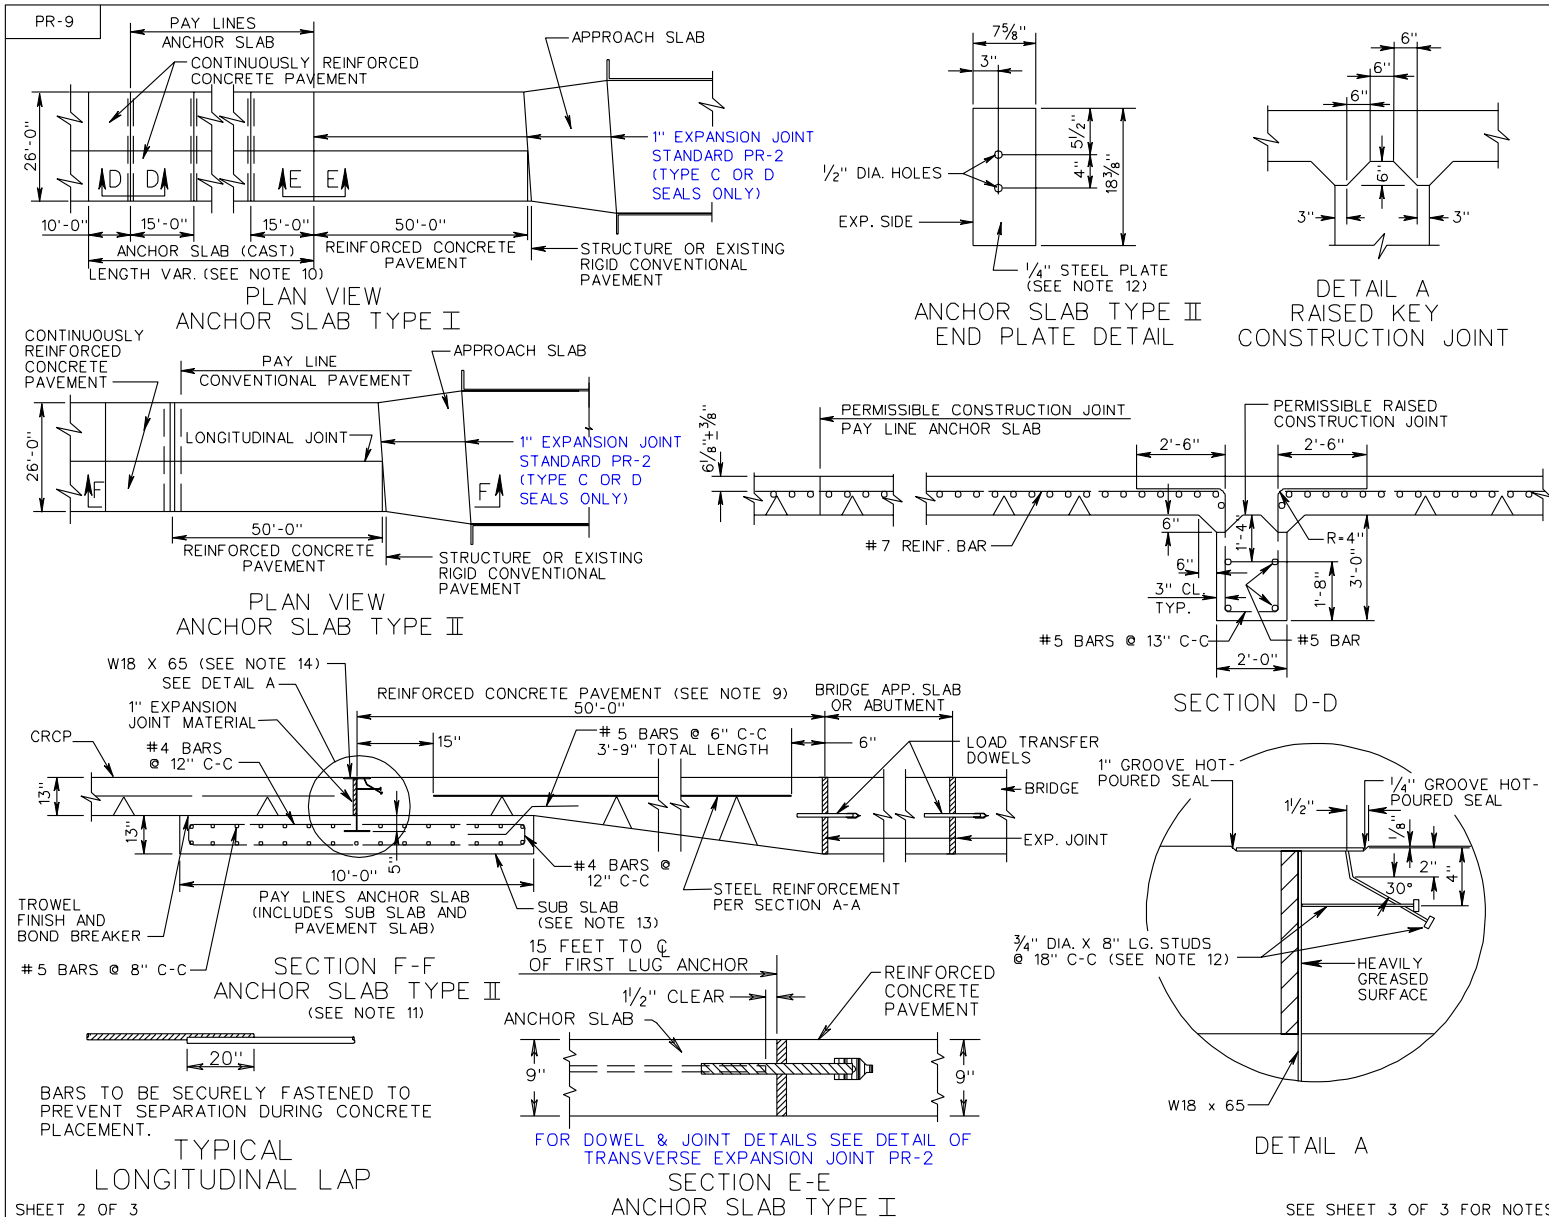 PR-9
PAY LINES
ANCHOR SLAB
CONTINUOUSLY REINFORCED
CONCRETE PAVEMENT
APPROACH SLAB
26'-0"
D D
E E
1" EXPANSION JOINT
STANDARD PR-2
(TYPE C OR D
SEALS ONLY)
10'-0"
15'-0"
15'-0"
50'-0"
ANCHOR SLAB (CAST)
LENGTH VAR. (SEE NOTE 10)
REINFORCED CONCRETE
PAVEMENT
STRUCTURE OR EXISTING
RIGID CONVENTIONAL
PAVEMENT
PLAN VIEW
ANCHOR SLAB TYPE I
7⅝"
3"
½" DIA. HOLES
5½"
4"
18⅜"
EXP. SIDE
¼" STEEL PLATE
(SEE NOTE 12)
ANCHOR SLAB TYPE II
END PLATE DETAIL
6"
6"
6"
6"
3"
3"
DETAIL A
RAISED KEY
CONSTRUCTION JOINT
CONTINUOUSLY
REINFORCED
CONCRETE
PAVEMENT
PAY LINE
CONVENTIONAL PAVEMENT
APPROACH SLAB
26'-0"
LONGITUDINAL JOINT
1" EXPANSION JOINT
STANDARD PR-2
(TYPE C OR D
SEALS ONLY)
F
F
50'-0"
REINFORCED CONCRETE
PAVEMENT
STRUCTURE OR EXISTING
RIGID CONVENTIONAL
PAVEMENT
PLAN VIEW
ANCHOR SLAB TYPE II
6⅛"±⅜"
PERMISSIBLE CONSTRUCTION JOINT
PAY LINE ANCHOR SLAB
PERMISSIBLE RAISED
CONSTRUCTION JOINT
2'-6"
2'-6"
#7 REINF. BAR
6"
1'-4"
R=4"
6"
3" CL.
TYP.
1'-8"
3'-0"
#5 BARS @ 13" C-C
#5 BAR
2'-0"
SECTION D-D
W18 X 65 (SEE NOTE 14)
SEE DETAIL A
1" EXPANSION
JOINT MATERIAL
REINFORCED CONCRETE PAVEMENT (SEE NOTE 9)
50'-0"
BRIDGE APP. SLAB
OR ABUTMENT
CRCP
#4 BARS
@ 12" C-C
15"
#5 BARS @ 6" C-C
3'-9" TOTAL LENGTH
6"
LOAD TRANSFER
DOWELS
BRIDGE
13"
13"
5"
EXP. JOINT
#4 BARS @
12" C-C
10'-0"
PAY LINES ANCHOR SLAB
(INCLUDES SUB SLAB AND
PAVEMENT SLAB)
STEEL REINFORCEMENT
PER SECTION A-A
SUB SLAB
(SEE NOTE 13)
TROWEL
FINISH AND
BOND BREAKER
#5 BARS @ 8" C-C
SECTION F-F
ANCHOR SLAB TYPE II
(SEE NOTE 11)
1" GROOVE HOT-
POURED SEAL
¼" GROOVE HOT-
POURED SEAL
1½"
⅛"
2"
4"
30°
¾" DIA. X 8" LG. STUDS
@ 18" C-C (SEE NOTE 12)
HEAVILY
GREASED
SURFACE
W18 x 65
DETAIL A
20"
BARS TO BE SECURELY FASTENED TO
PREVENT SEPARATION DURING CONCRETE
PLACEMENT.
TYPICAL
LONGITUDINAL LAP
15 FEET TO ℄
OF FIRST LUG ANCHOR
1½" CLEAR
ANCHOR SLAB
REINFORCED
CONCRETE
PAVEMENT
9"
9"
FOR DOWEL & JOINT DETAILS SEE DETAIL OF
TRANSVERSE EXPANSION JOINT PR-2
SECTION E-E
ANCHOR SLAB TYPE I
SHEET 2 OF 3
SEE SHEET 3 OF 3 FOR NOTES